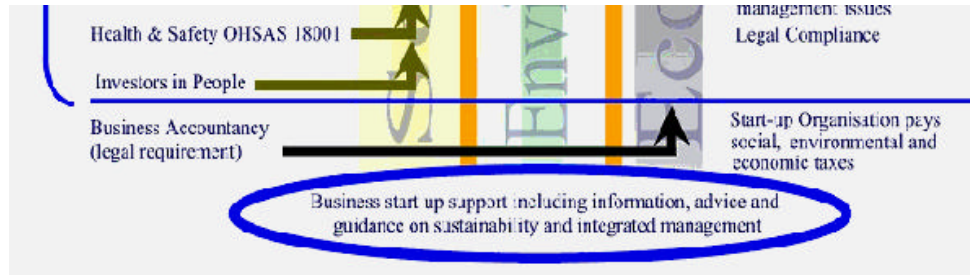 management issues
Health & Safety OHSAS 18001
Legal Compliance
Investors in People
Business Accountancy
(legal requirement)
Start-up Organisation pays
social, environmental and
economic taxes
S
Env
Eco
Business start up support including information, advice and
guidance on sustainability and integrated management